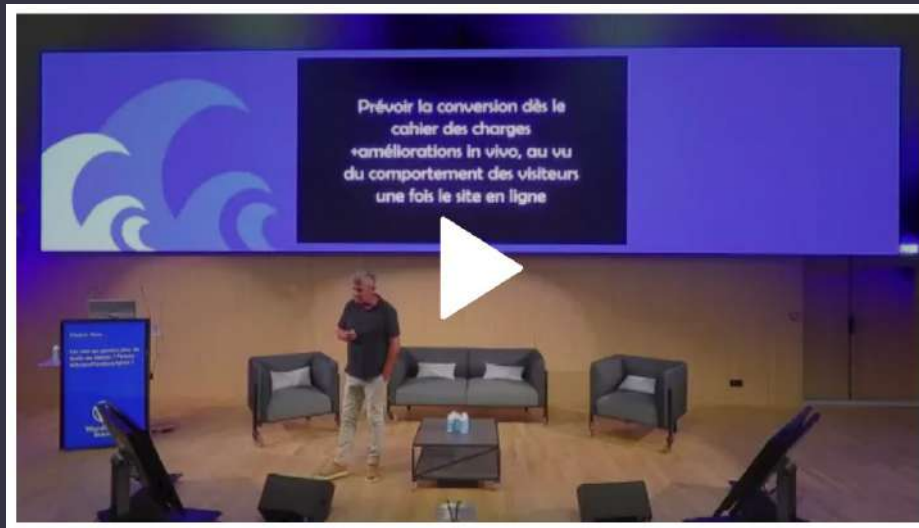 Prévoir la conversion dès le
cahier des charges
+améliorations in vivo, au vu
du comportement des visiteurs
une fois le site en ligne